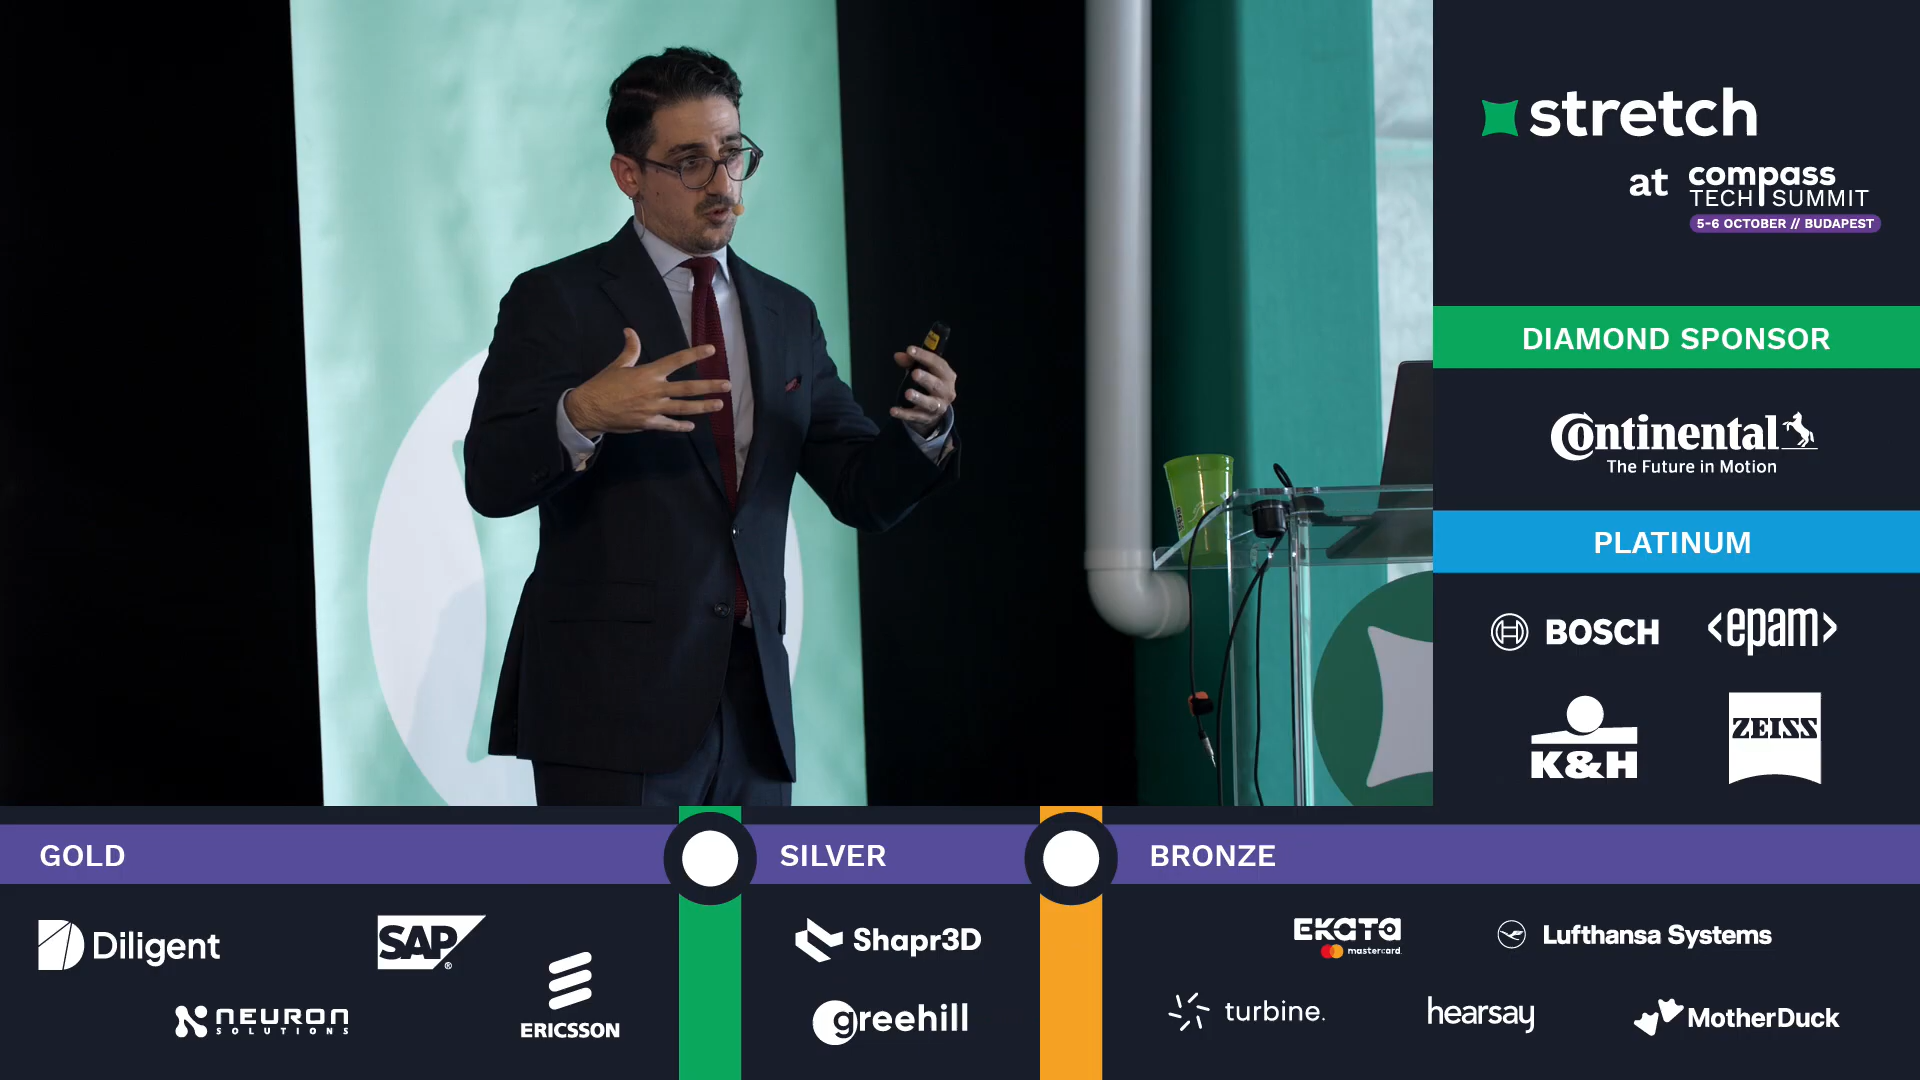 stretch
at compass
TECH SUMMIT
5-6 OCTOBER // BUDAPEST
DIAMOND SPONSOR
Continental
The Future in Motion
PLATINUM
BOSCH
<epam>
K&H
ZEISS
GOLD
SILVER
BRONZE
Diligent
SAP®
NEURON
SOLUTIONS
ERICSSON
Shapr3D
greehill
EKATA
mastercard.
Lufthansa Systems
turbine.
hearsay
MotherDuck